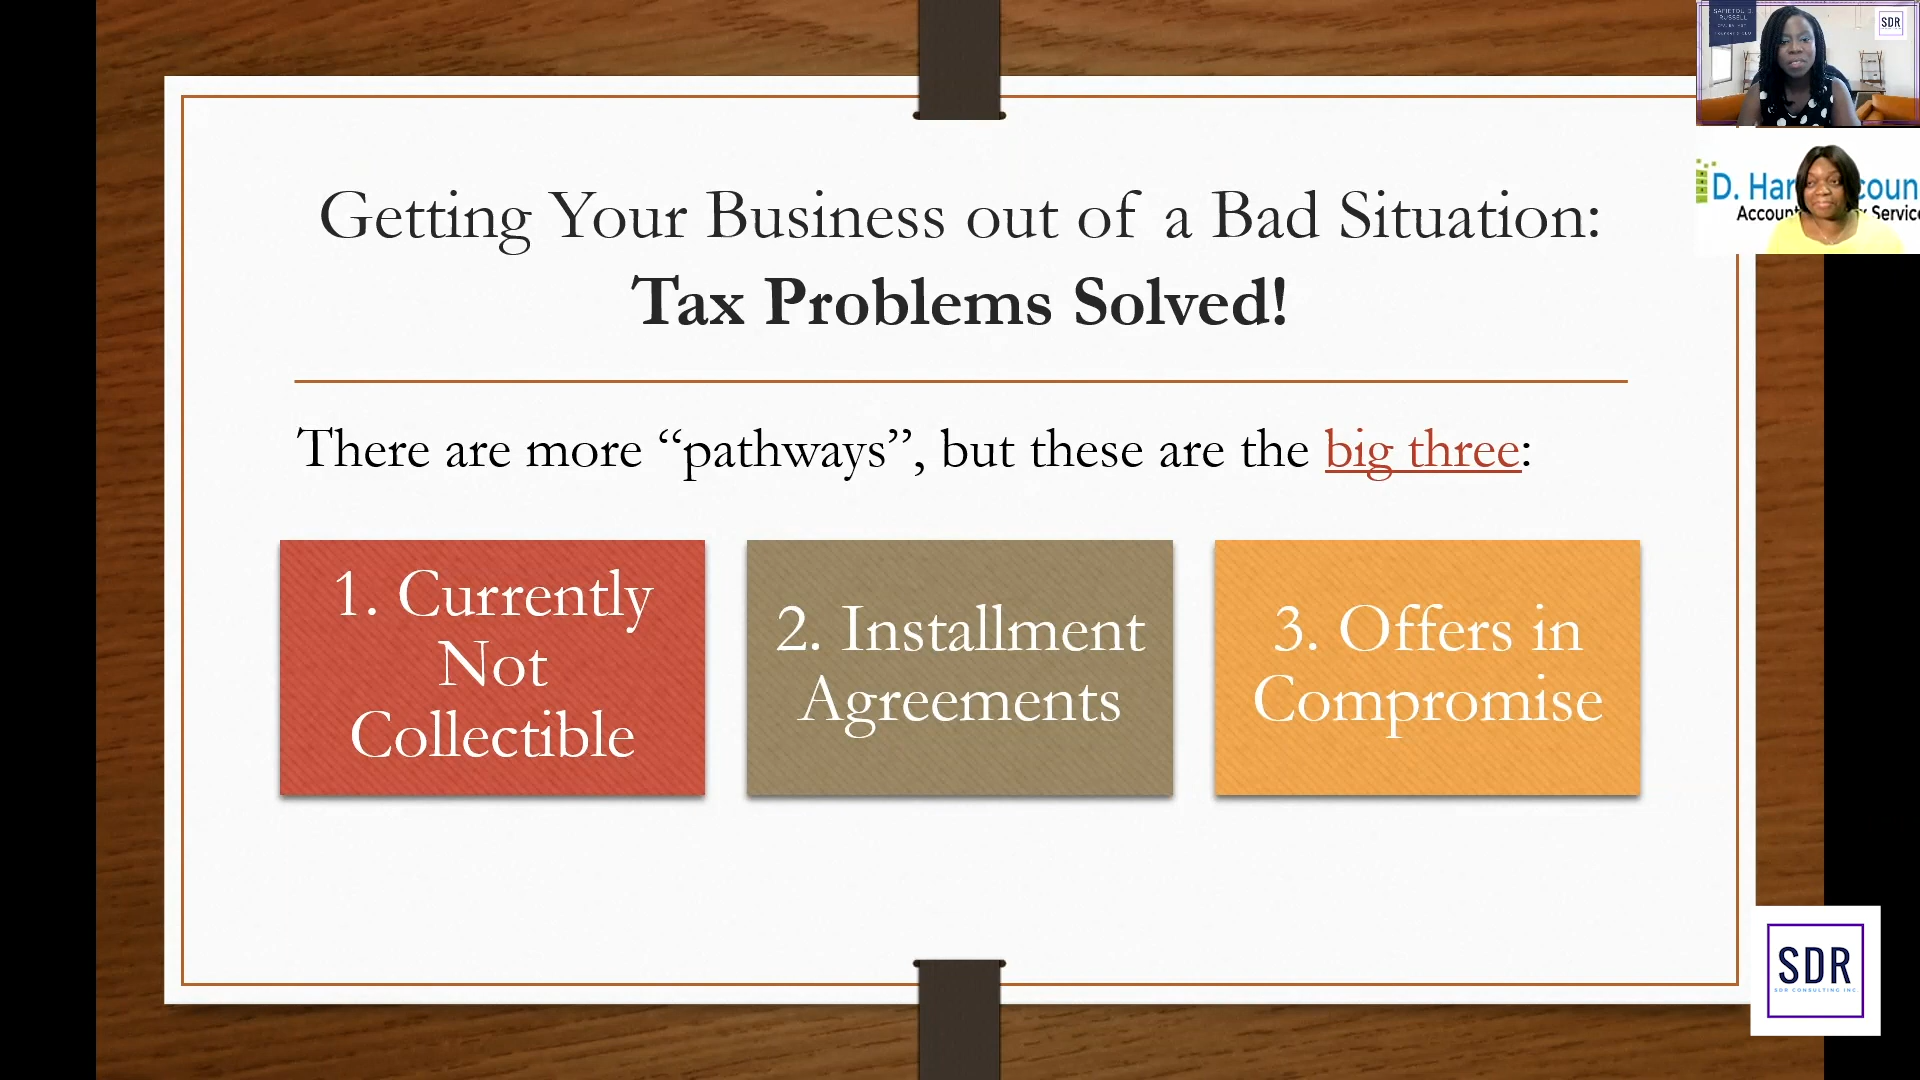 Getting Your Business out of a Bad Situation:
Tax Problems Solved!
There are more “pathways”, but these are the big three:
1. Currently
Not
Collectible
2. Installment
Agreements
3. Offers in
Compromise
RUSSELL
SDR
D. Har
coun
Accoun
Service
SDR
SDR CONSULTING INC.